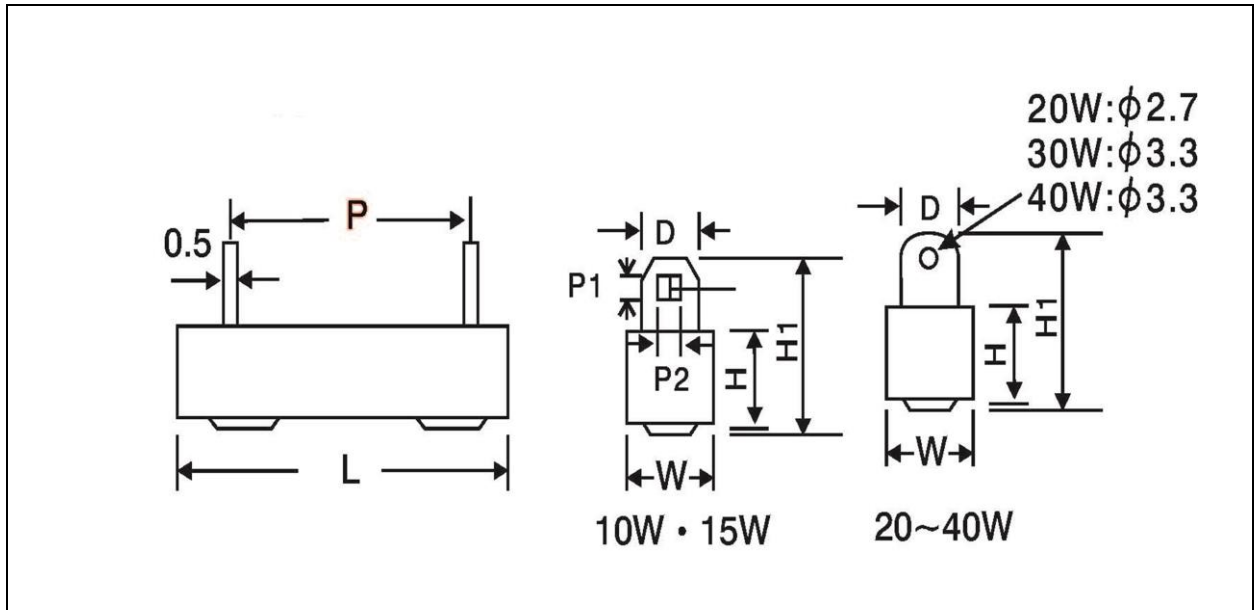 20W:ϕ2.7
30W:ϕ3.3
40W:ϕ3.3
P
0.5
L
D
P1
P2
H
H1
W
10W・15W
D
H
H1
W
20~40W